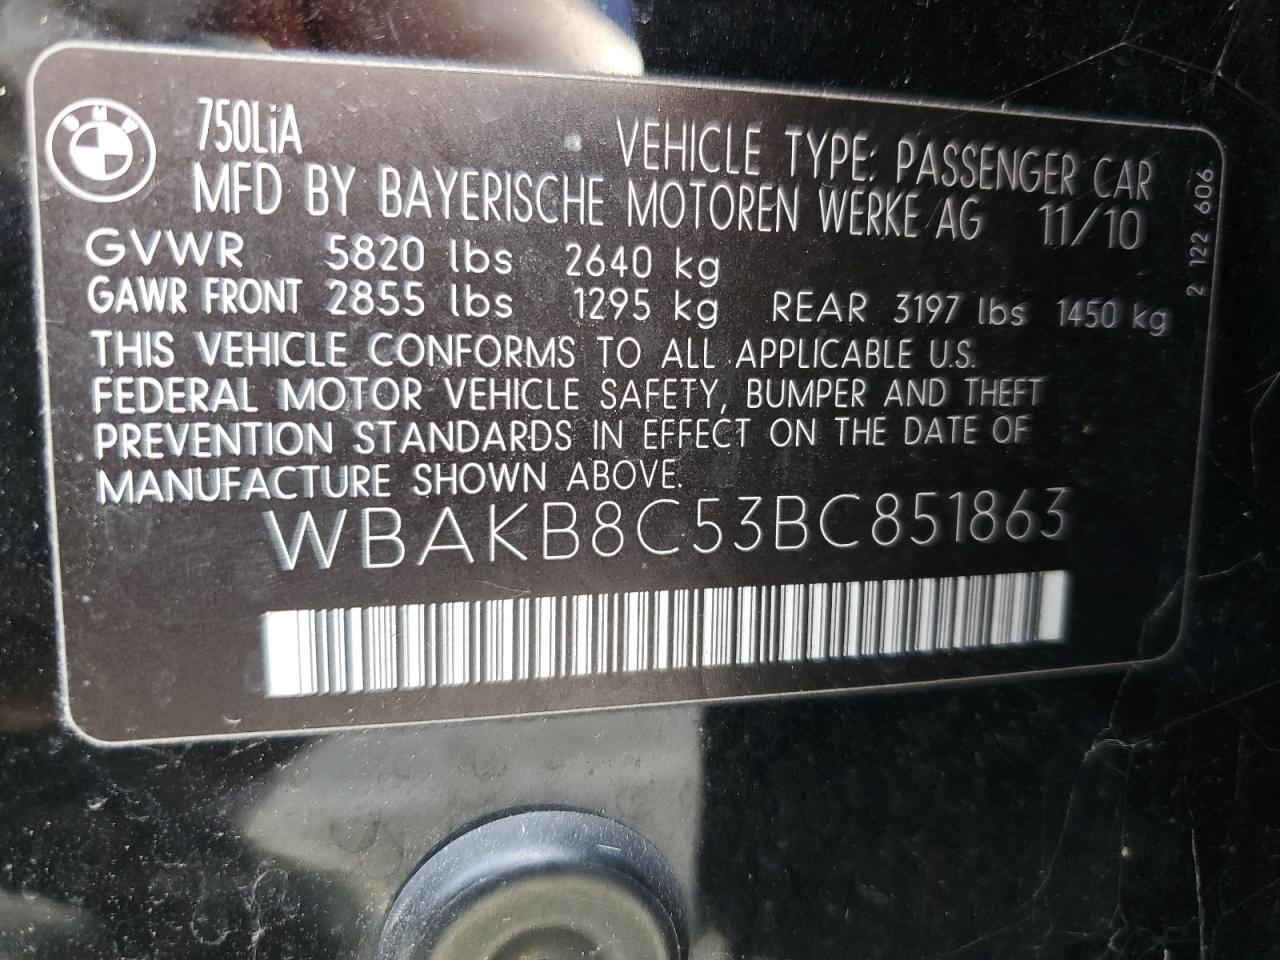 BMW
750LiA
VEHICLE TYPE: PASSENGER CAR
MFD BY BAYERISCHE MOTOREN WERKE AG 11/10
GVWR 5820 lbs 2640 kg
GAWR FRONT 2855 lbs 1295 kg REAR 3197 lbs 1450 kg
THIS VEHICLE CONFORMS TO ALL APPLICABLE U.S.
FEDERAL MOTOR VEHICLE SAFETY, BUMPER AND THEFT
PREVENTION STANDARDS IN EFFECT ON THE DATE OF
MANUFACTURE SHOWN ABOVE.
WBAKB8C53BC851863
2 122 606